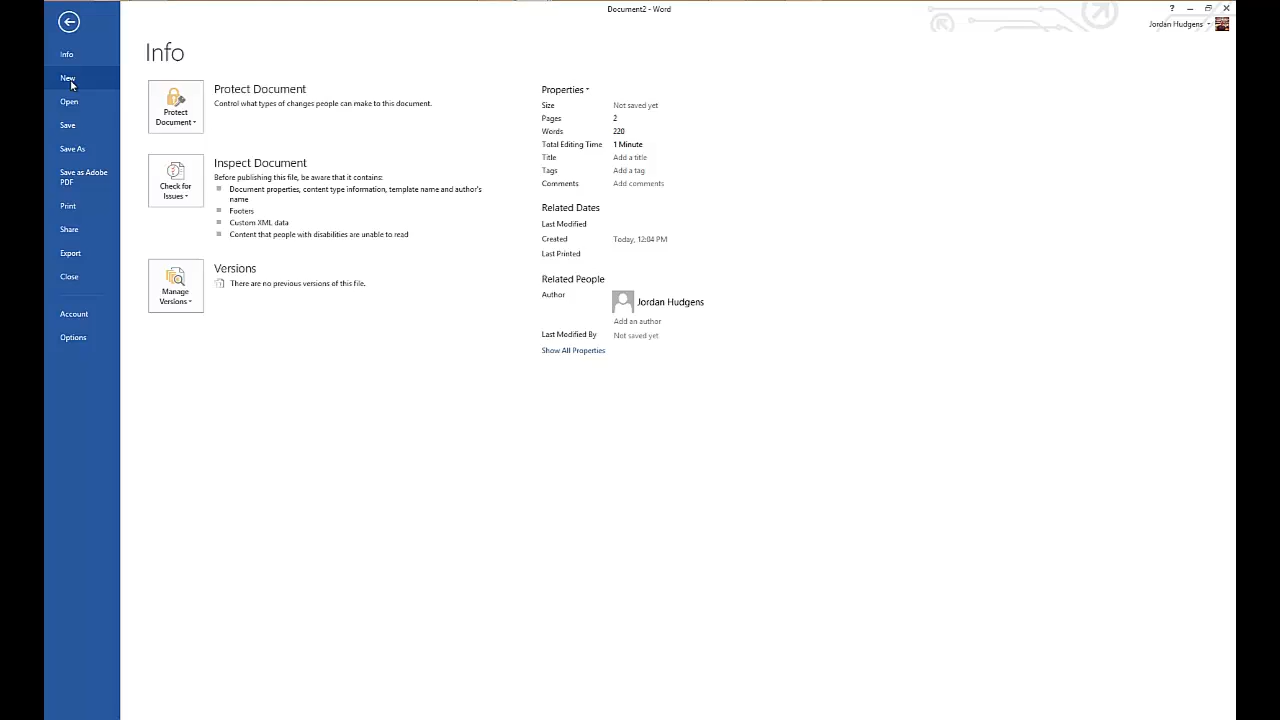 Document2 - Word
?
Jordan Hudgens
Info
New
Open
Save
Save As
Save as Adobe
PDF
Print
Share
Export
Close
Account
Options
Info
Protect
Document
Protect Document
Control what types of changes people can make to this document.
Check for
Issues
Inspect Document
Before publishing this file, be aware that it contains:
Document properties, content type information, template name and author's
name
Footers
Custom XML data
Content that people with disabilities are unable to read
Manage
Versions
Versions
There are no previous versions of this file.
Properties
Size Not saved yet
Pages 2
Words 220
Total Editing Time 1 Minute
Title Add a title
Tags Add a tag
Comments Add comments
Related Dates
Last Modified
Created Today, 12:04 PM
Last Printed
Related People
Author Jordan Hudgens
Add an author
Last Modified By Not saved yet
Show All Properties